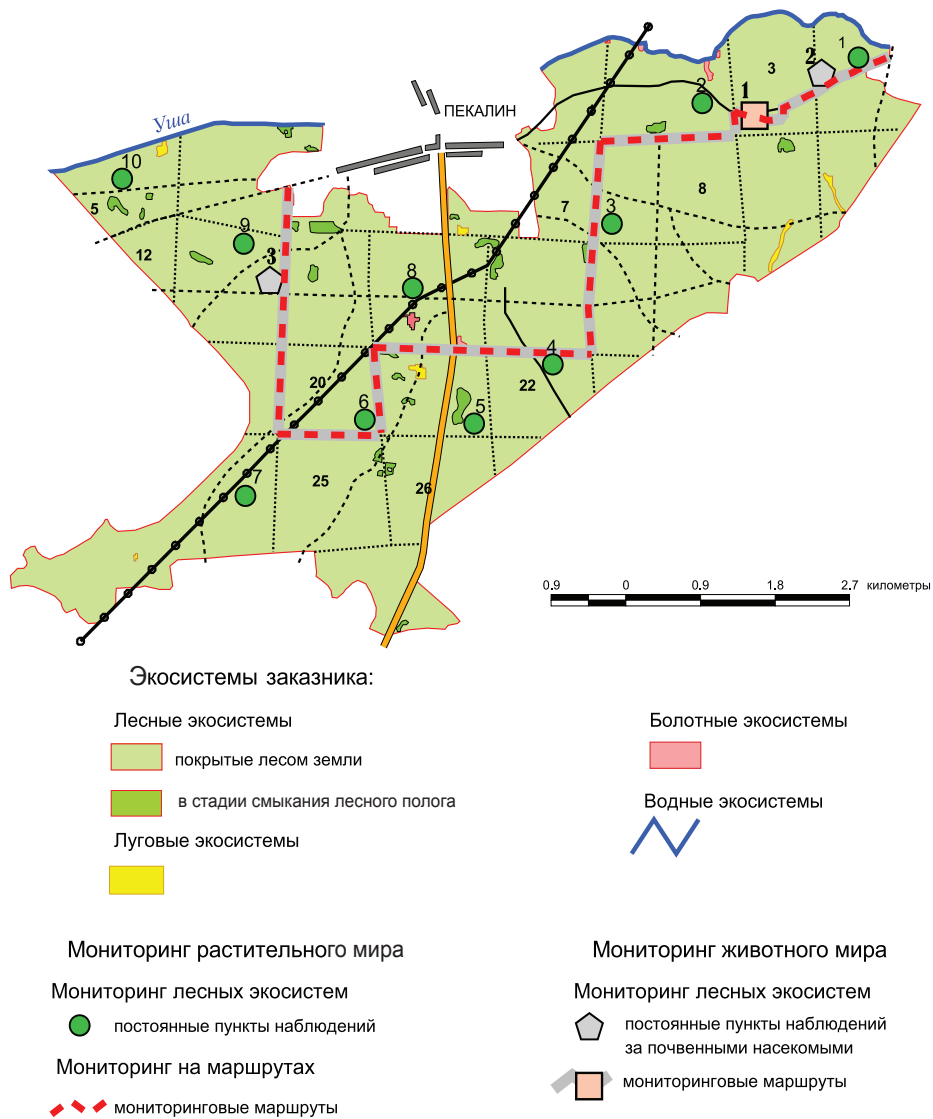 1
2
3
2
1
ПЕКАЛИН
Уша
10
5
8
7
3
9
12
3
8
4
20
22
6
5
25
26
7
0.9 0 0.9 1.8 2.7 километры
Экосистемы заказника:
Лесные экосистемы
покрытые лесом земли
в стадии смыкания лесного полога
Луговые экосистемы
Болотные экосистемы
Водные экосистемы
Мониторинг растительного мира
Мониторинг лесных экосистем
постоянные пункты наблюдений
Мониторинг на маршрутах
мониторинговые маршруты
Мониторинг животного мира
Мониторинг лесных экосистем
постоянные пункты наблюдений
за почвенными насекомыми
мониторинговые маршруты